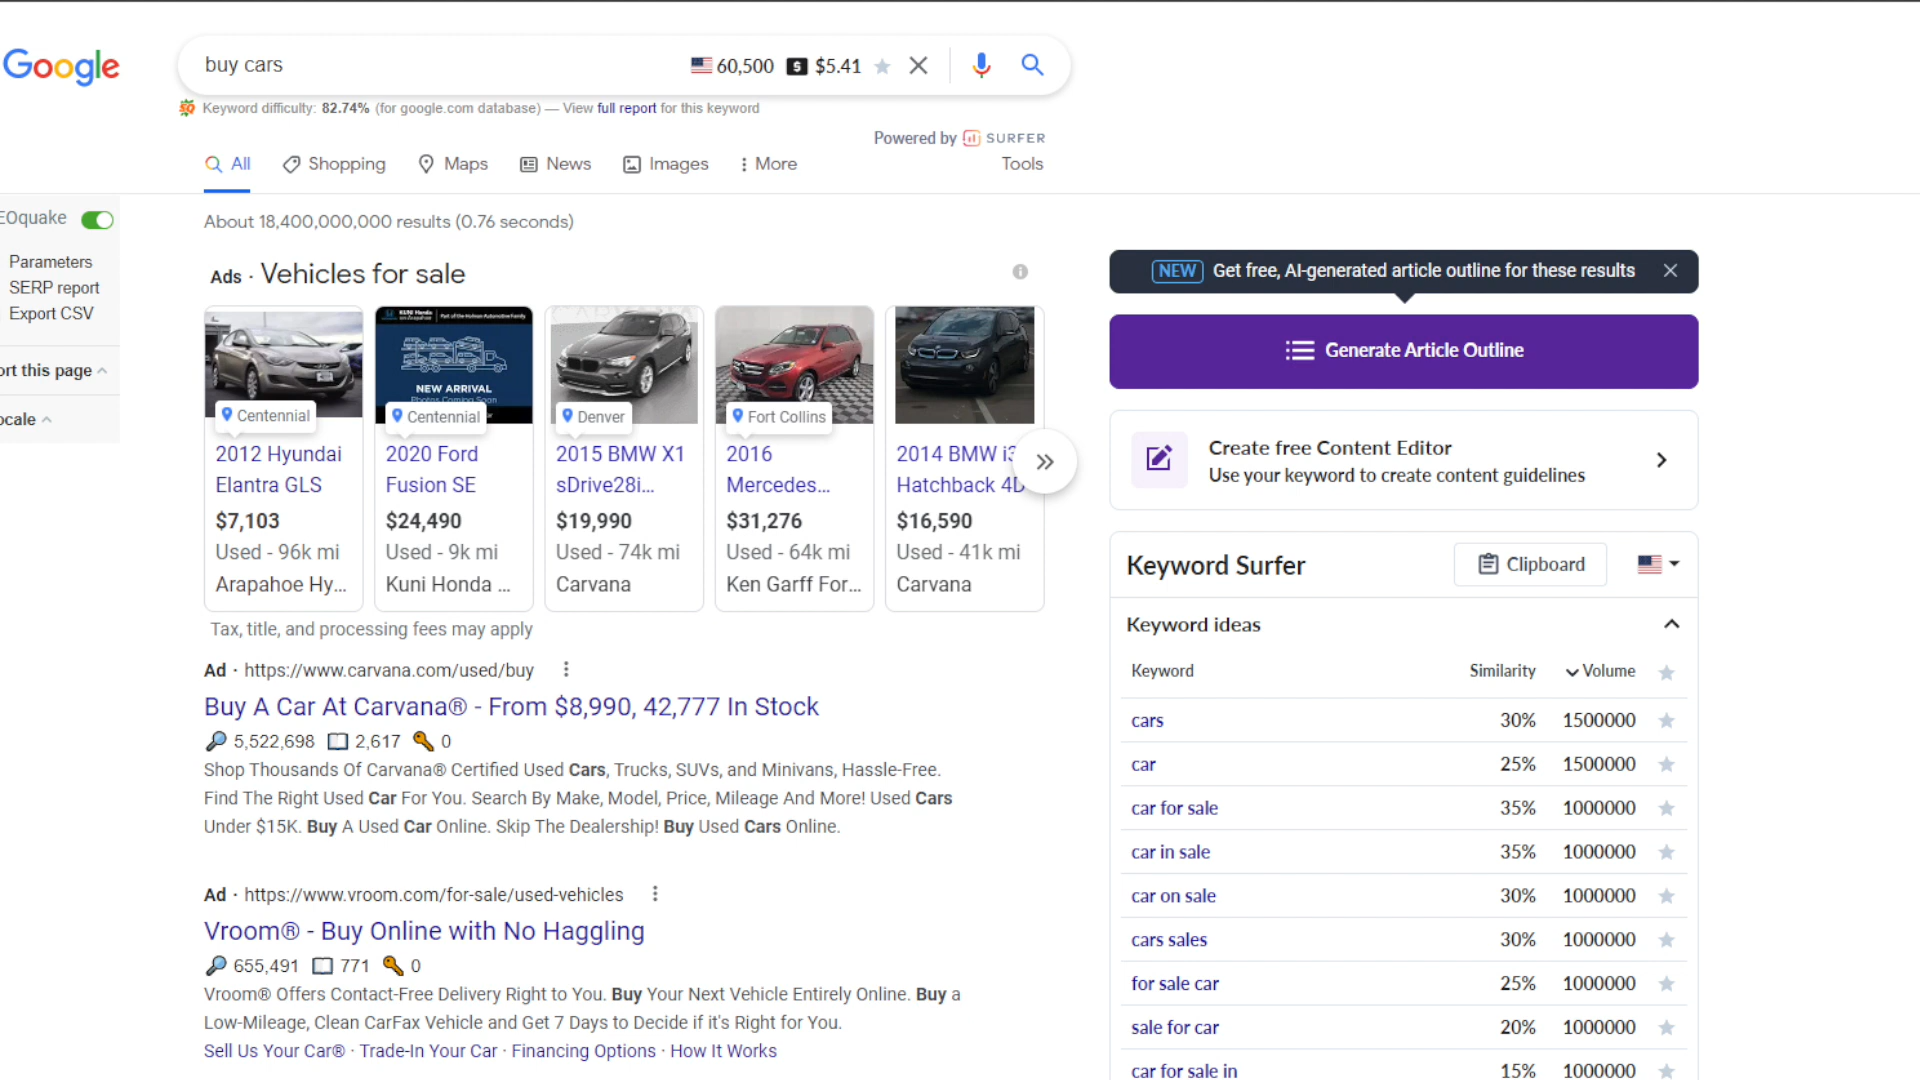 Google
buy cars
60,500 $ $5.41
Keyword difficulty: 82.74% (for google.com database) — View full report for this keyword
Powered by SURFER
All
Shopping
Maps
News
Images
More
Tools
EOquake
Parameters
SERP report
Export CSV
ort this page
ocale
About 18,400,000,000 results (0.76 seconds)
Ads · Vehicles for sale
Centennial
2012 Hyundai
Elantra GLS
$7,103
Used - 96k mi
Arapahoe Hy...
KUNI Honda Part of the Holman Automotive Family
NEW ARRIVAL
Photos Coming Soon
Centennial
2020 Ford
Fusion SE
$24,490
Used - 9k mi
Kuni Honda ...
Denver
2015 BMW X1
sDrive28i...
$19,990
Used - 74k mi
Carvana
Fort Collins
2016
Mercedes...
$31,276
Used - 64k mi
Ken Garff For...
2014 BMW i3
Hatchback 4D
$16,590
Used - 41k mi
Carvana
Tax, title, and processing fees may apply
Ad · https://www.carvana.com/used/buy
Buy A Car At Carvana® - From $8,990, 42,777 In Stock
5,522,698 2,617 0
Shop Thousands Of Carvana® Certified Used Cars, Trucks, SUVs, and Minivans, Hassle-Free.
Find The Right Used Car For You. Search By Make, Model, Price, Mileage And More! Used Cars
Under $15K. Buy A Used Car Online. Skip The Dealership! Buy Used Cars Online.
Ad · https://www.vroom.com/for-sale/used-vehicles
Vroom® - Buy Online with No Haggling
655,491 771 0
Vroom® Offers Contact-Free Delivery Right to You. Buy Your Next Vehicle Entirely Online. Buy a
Low-Mileage, Clean CarFax Vehicle and Get 7 Days to Decide if it's Right for You.
Sell Us Your Car® · Trade-In Your Car · Financing Options · How It Works
NEW Get free, AI-generated article outline for these results
Generate Article Outline
Create free Content Editor
Use your keyword to create content guidelines
Keyword Surfer
Clipboard
Keyword ideas
Keyword Similarity Volume
cars 30% 1500000
car 25% 1500000
car for sale 35% 1000000
car in sale 35% 1000000
car on sale 30% 1000000
cars sales 30% 1000000
for sale car 25% 1000000
sale for car 20% 1000000
car for sale in 15% 1000000